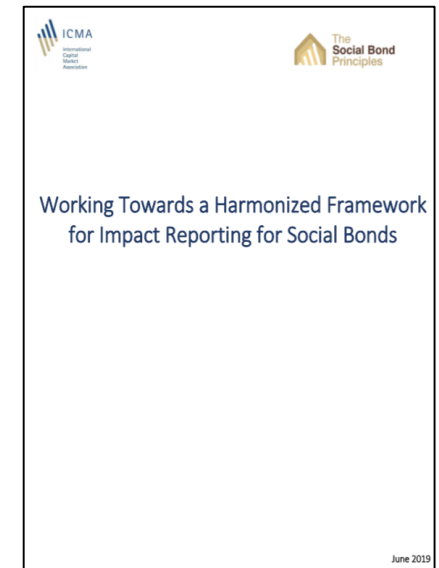 ICMA
International
Capital
Market
Association
The
Social Bond
Principles
Working Towards a Harmonized Framework
for Impact Reporting for Social Bonds
June 2019